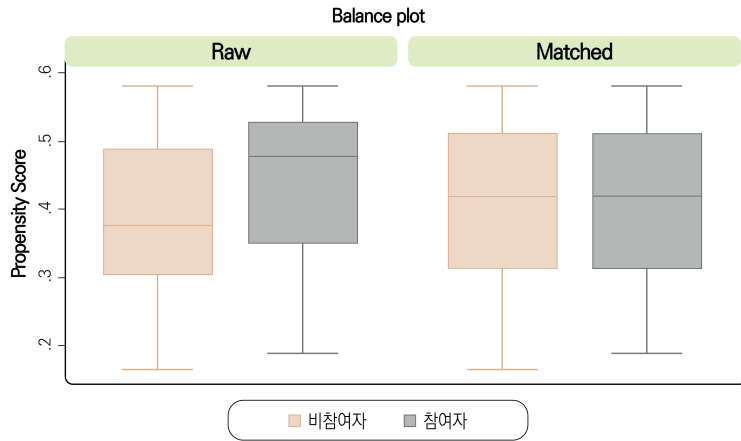 Balance plot
Raw
Matched
Propensity Score
.6
.5
.4
.3
.2
비참여자
참여자